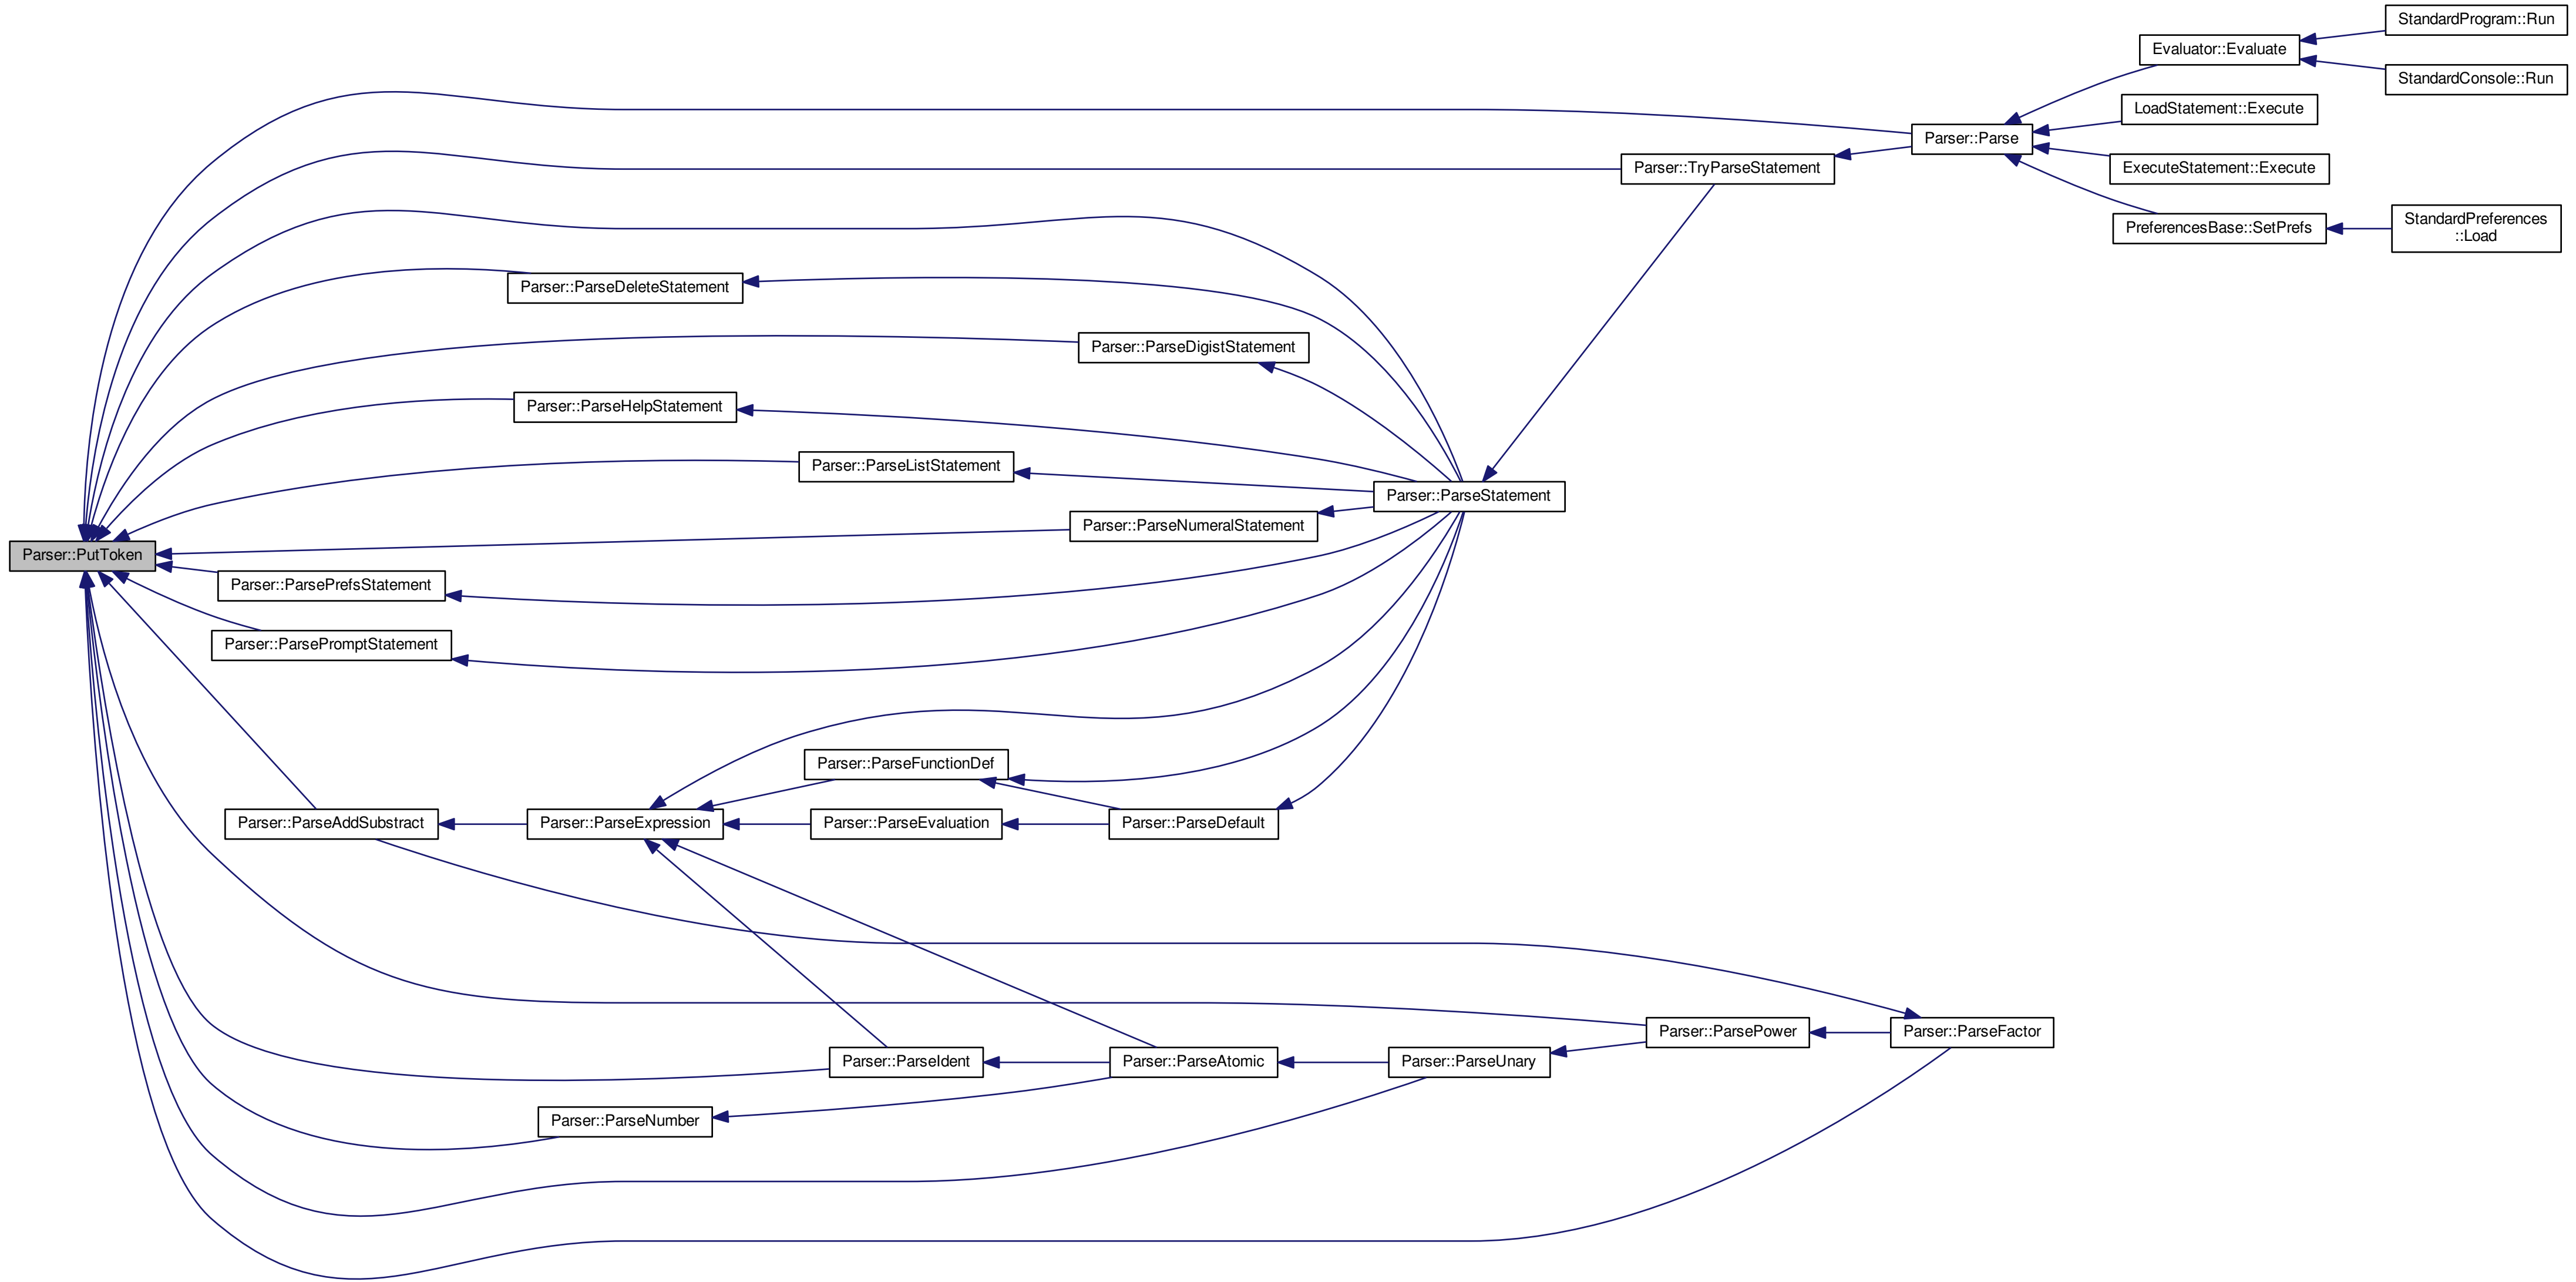 StandardProgram::Run
Evaluator::Evaluate
StandardConsole::Run
LoadStatement::Execute
Parser::Parse
Parser::TryParseStatement
ExecuteStatement::Execute
PreferencesBase::SetPrefs
StandardPreferences
::Load
Parser::ParseDeleteStatement
Parser::ParseDigistStatement
Parser::ParseHelpStatement
Parser::ParseListStatement
Parser::ParseStatement
Parser::ParseNumeralStatement
Parser::PutToken
Parser::ParsePrefsStatement
Parser::ParsePromptStatement
Parser::ParseFunctionDef
Parser::ParseAddSubstract
Parser::ParseExpression
Parser::ParseEvaluation
Parser::ParseDefault
Parser::ParsePower
Parser::ParseFactor
Parser::ParseIdent
Parser::ParseAtomic
Parser::ParseUnary
Parser::ParseNumber